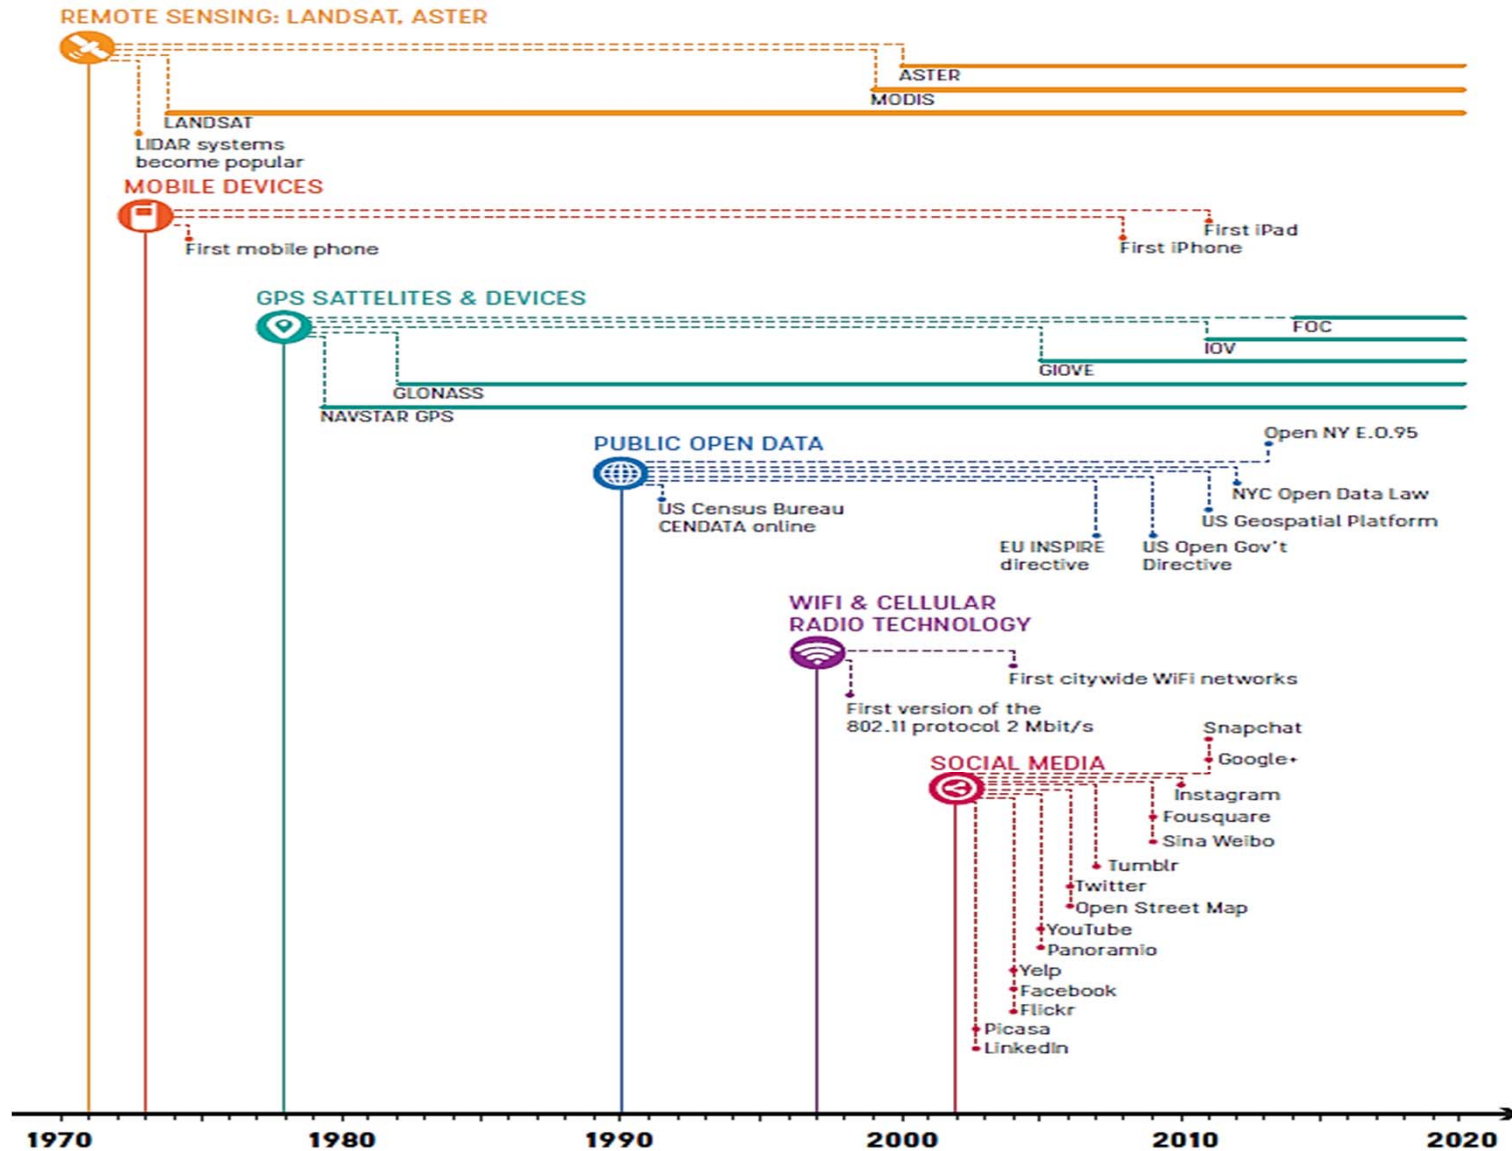 REMOTE SENSING: LANDSAT, ASTER
ASTER
MODIS
LANDSAT
LIDAR systems
become popular
MOBILE DEVICES
First iPad
First iPhone
First mobile phone
GPS SATTELITES & DEVICES
FOC
IOV
GIOVE
GLONASS
NAVSTAR GPS
Open NY E.O.95
PUBLIC OPEN DATA
NYC Open Data Law
US Census Bureau
CENDATA online
US Geospatial Platform
EU INSPIRE
directive
US Open Gov't
Directive
WIFI & CELLULAR
RADIO TECHNOLOGY
First citywide WiFi networks
First version of the
802.11 protocol 2 Mbit/s
Snapchat
SOCIAL MEDIA
Google+
Instagram
Fousquare
Sina Weibo
Tumblr
Twitter
Open Street Map
YouTube
Panoramio
Yelp
Facebook
Flickr
Picasa
LinkedIn
1970 1980 1990 2000 2010 2020